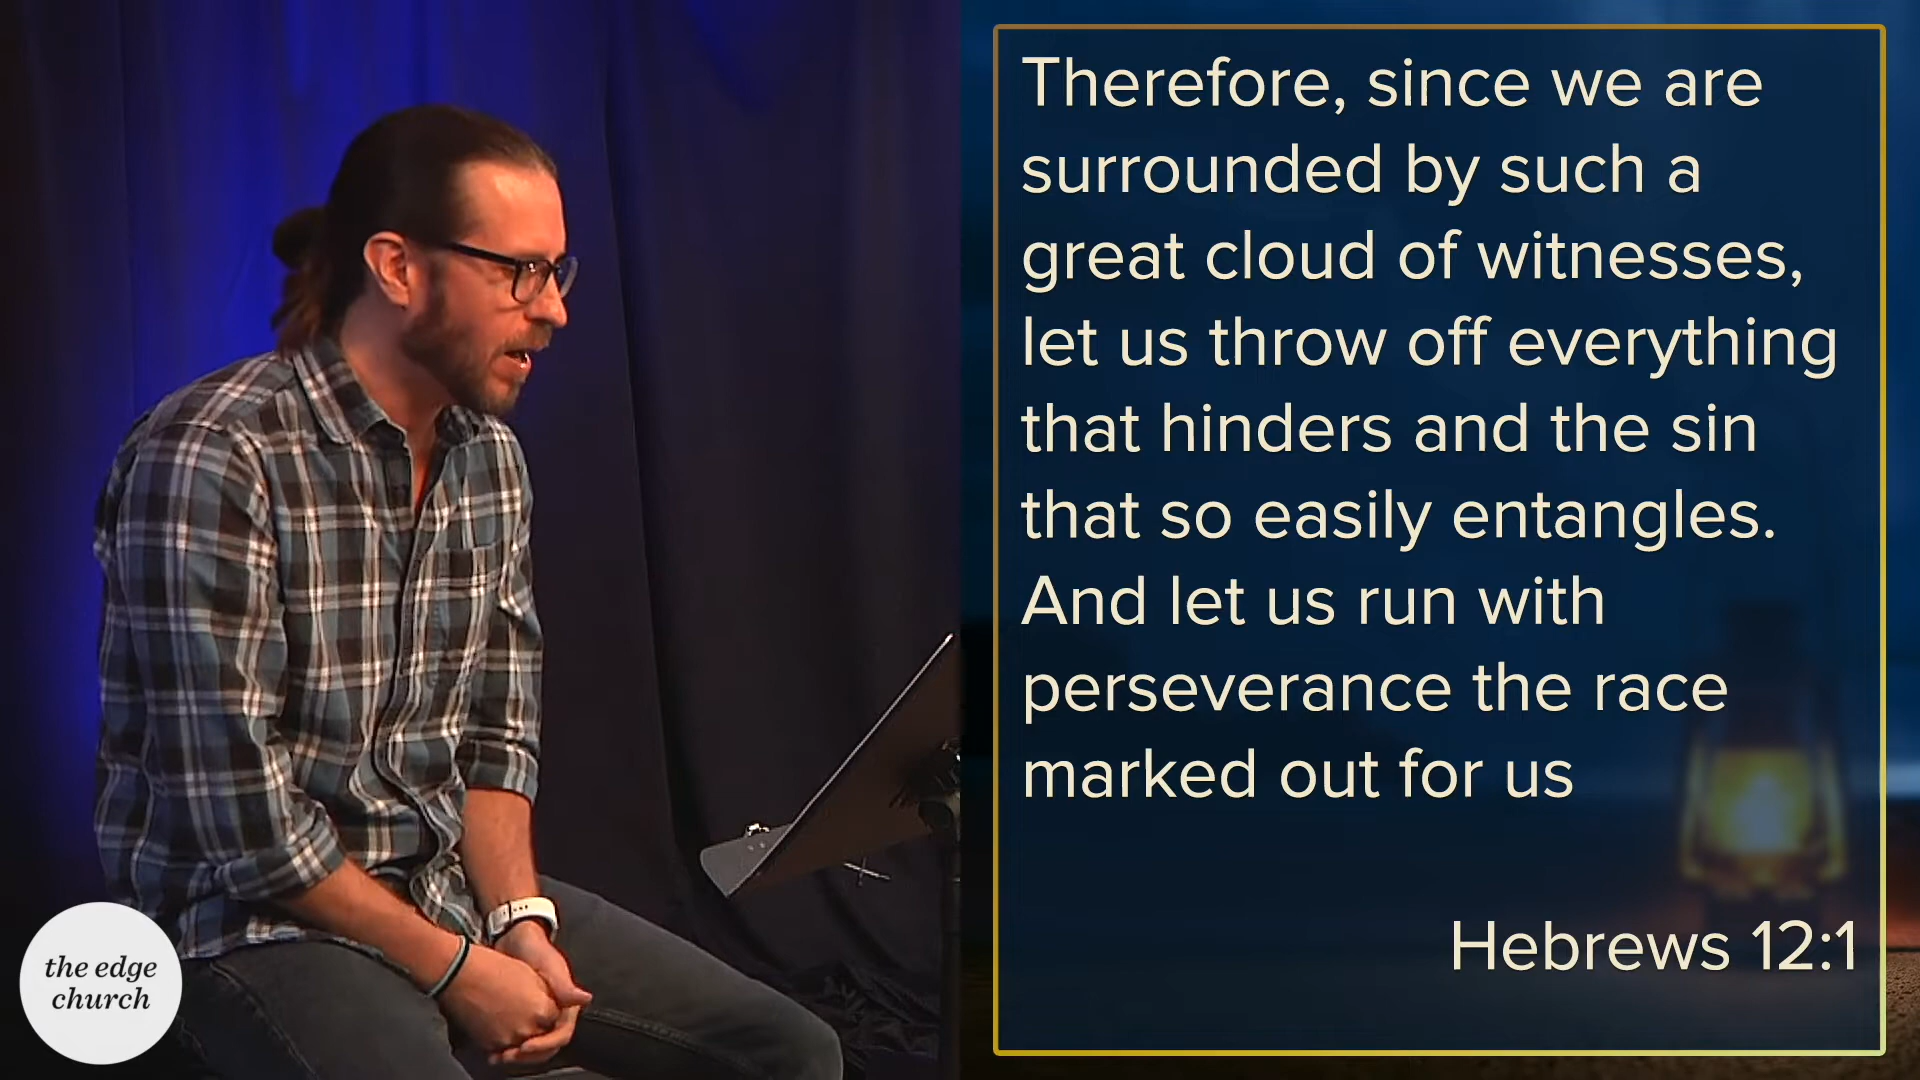 Therefore, since we are
surrounded by such a
great cloud of witnesses,
let us throw off everything
that hinders and the sin
that so easily entangles.
And let us run with
perseverance the race
marked out for us
Hebrews 12:1
the edge
church